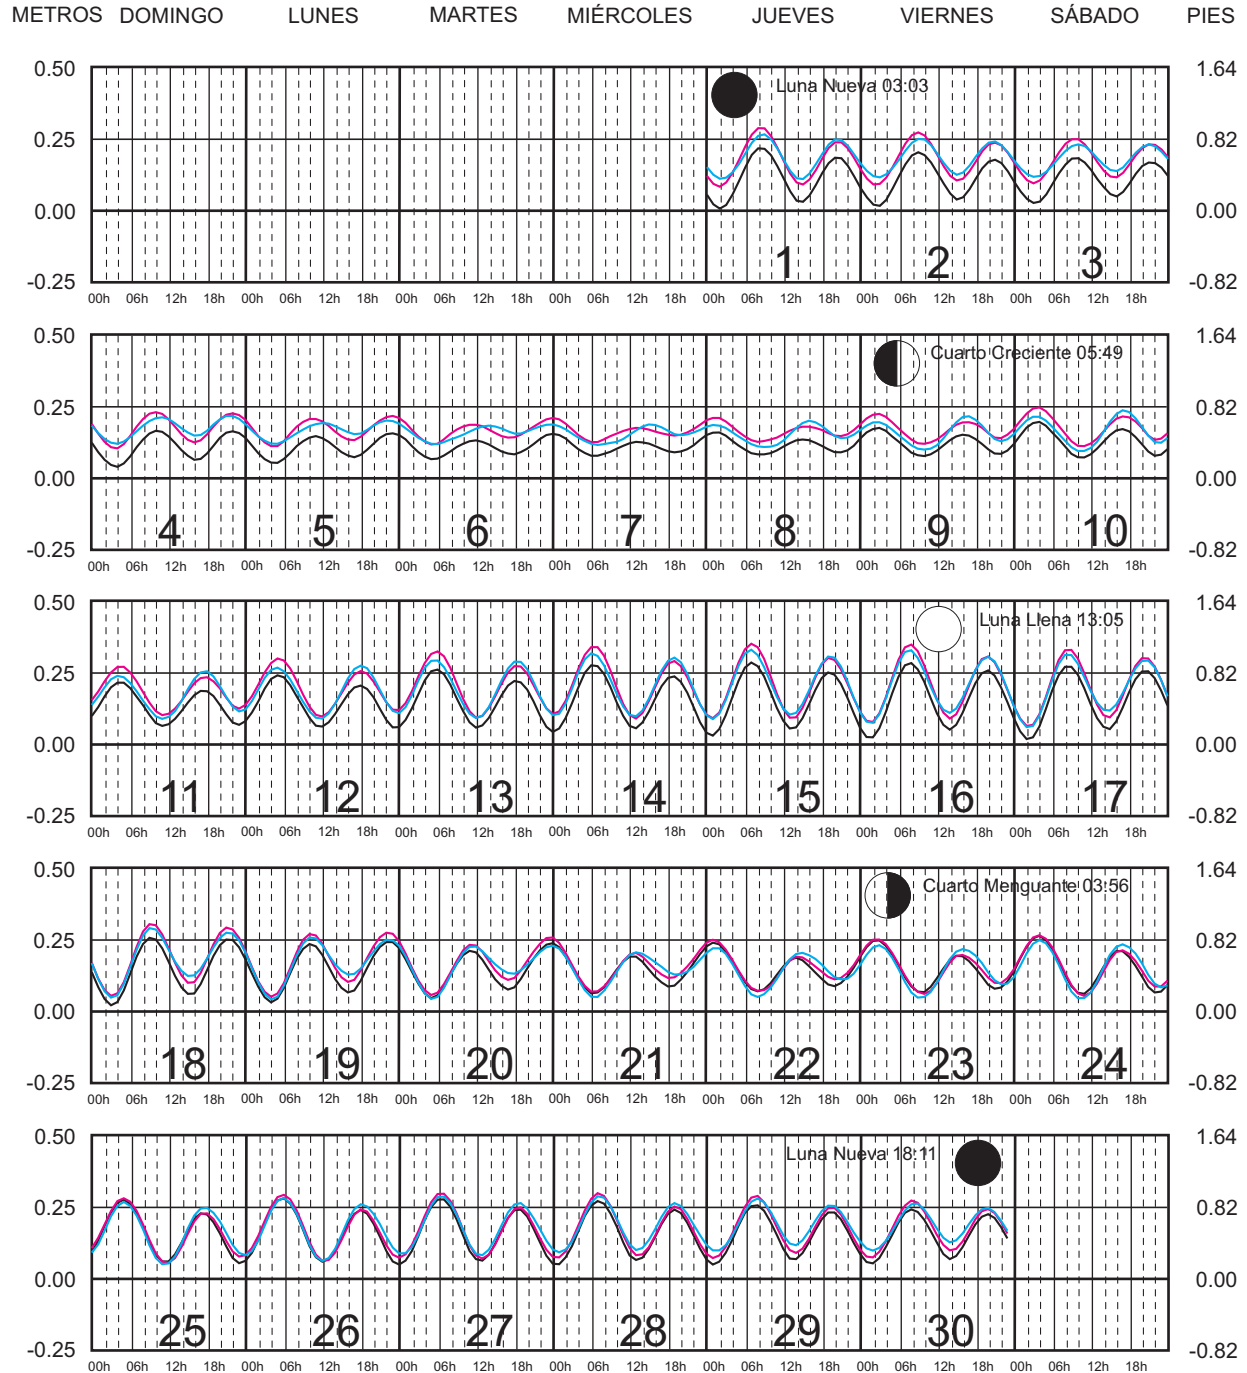 METROS DOMINGO LUNES MARTES MIÉRCOLES JUEVES VIERNES SÁBADO PIES
0.50 Luna Nueva 03:03 1.64
0.25 0.82
0.00 0.00
1 2 3
-0.25 -0.82
00h 06h 12h 18h 00h 06h 12h 18h 00h 06h 12h 18h 00h 06h 12h 18h 00h 06h 12h 18h 00h 06h 12h 18h 00h 06h 12h 18h
0.50 Cuarto Creciente 05:49 1.64
0.25 0.82
0.00 0.00
4 5 6 7 8 9 10
-0.25 -0.82
00h 06h 12h 18h 00h 06h 12h 18h 00h 06h 12h 18h 00h 06h 12h 18h 00h 06h 12h 18h 00h 06h 12h 18h 00h 06h 12h 18h
0.50 Luna Llena 13:05 1.64
0.25 0.82
0.00 0.00
11 12 13 14 15 16 17
-0.25 -0.82
00h 06h 12h 18h 00h 06h 12h 18h 00h 06h 12h 18h 00h 06h 12h 18h 00h 06h 12h 18h 00h 06h 12h 18h 00h 06h 12h 18h
0.50 Cuarto Menguante 03:56 1.64
0.25 0.82
0.00 0.00
18 19 20 21 22 23 24
-0.25 -0.82
00h 06h 12h 18h 00h 06h 12h 18h 00h 06h 12h 18h 00h 06h 12h 18h 00h 06h 12h 18h 00h 06h 12h 18h 00h 06h 12h 18h
0.50 Luna Nueva 18:11 1.64
0.25 0.82
0.00 0.00
25 26 27 28 29 30
-0.25 -0.82
00h 06h 12h 18h 00h 06h 12h 18h 00h 06h 12h 18h 00h 06h 12h 18h 00h 06h 12h 18h 00h 06h 12h 18h 00h 06h 12h 18h